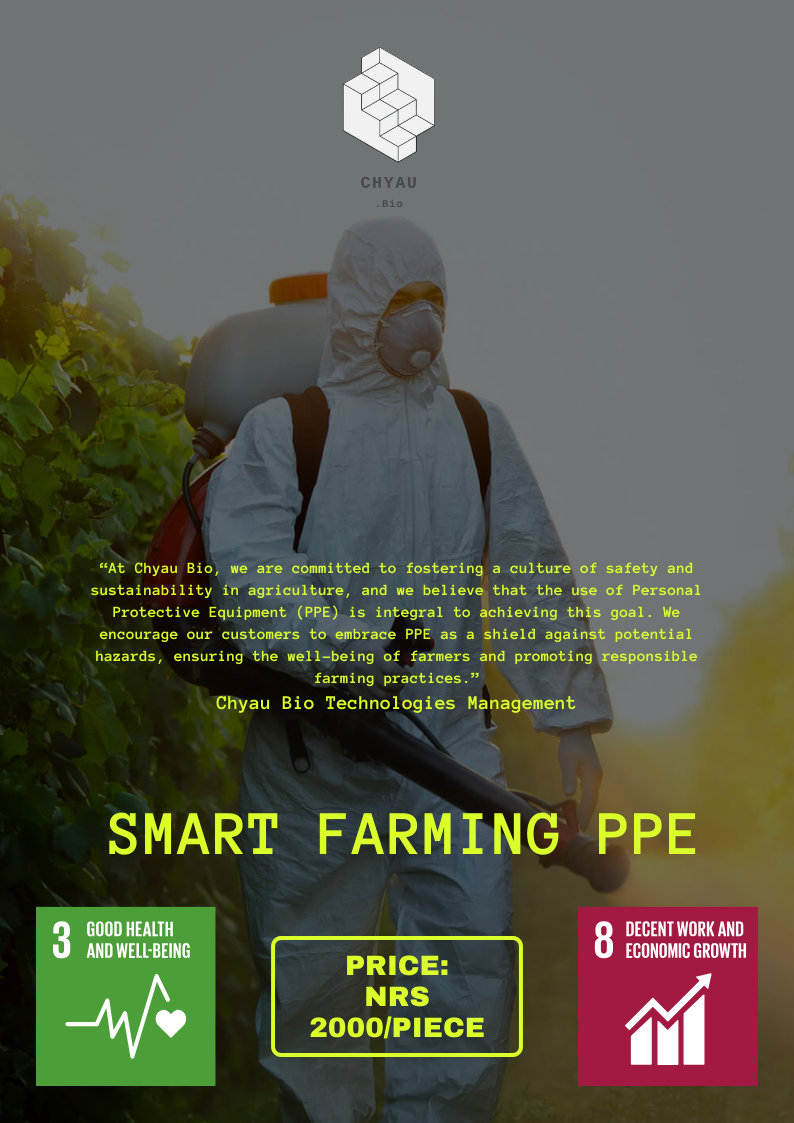 CHYAU
.Bio
“At Chyau Bio, we are committed to fostering a culture of safety and
sustainability in agriculture, and we believe that the use of Personal
Protective Equipment (PPE) is integral to achieving this goal. We
encourage our customers to embrace PPE as a shield against potential
hazards, ensuring the well-being of farmers and promoting responsible
farming practices.”
Chyau Bio Technologies Management
SMART FARMING PPE
3 GOOD HEALTH
AND WELL-BEING
PRICE:
NRS
2000/PIECE
8 DECENT WORK AND
ECONOMIC GROWTH